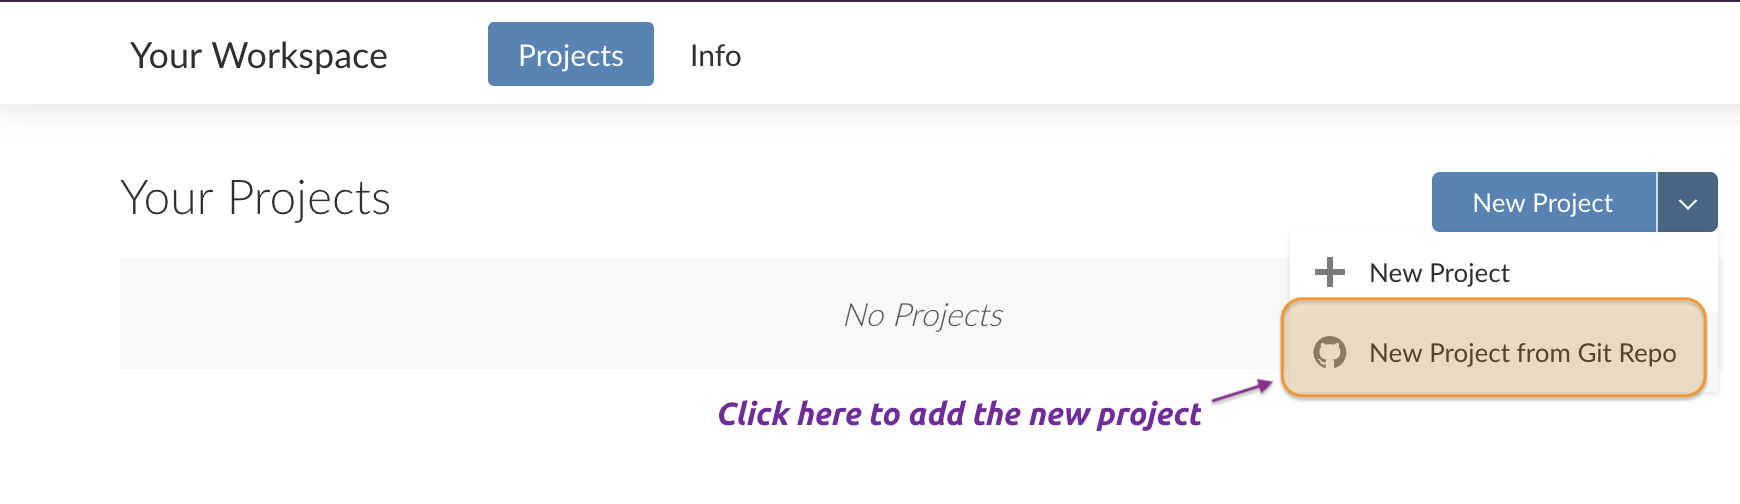 Your Workspace
Projects
Info
Your Projects
New Project
New Project
No Projects
New Project from Git Repo
Click here to add the new project